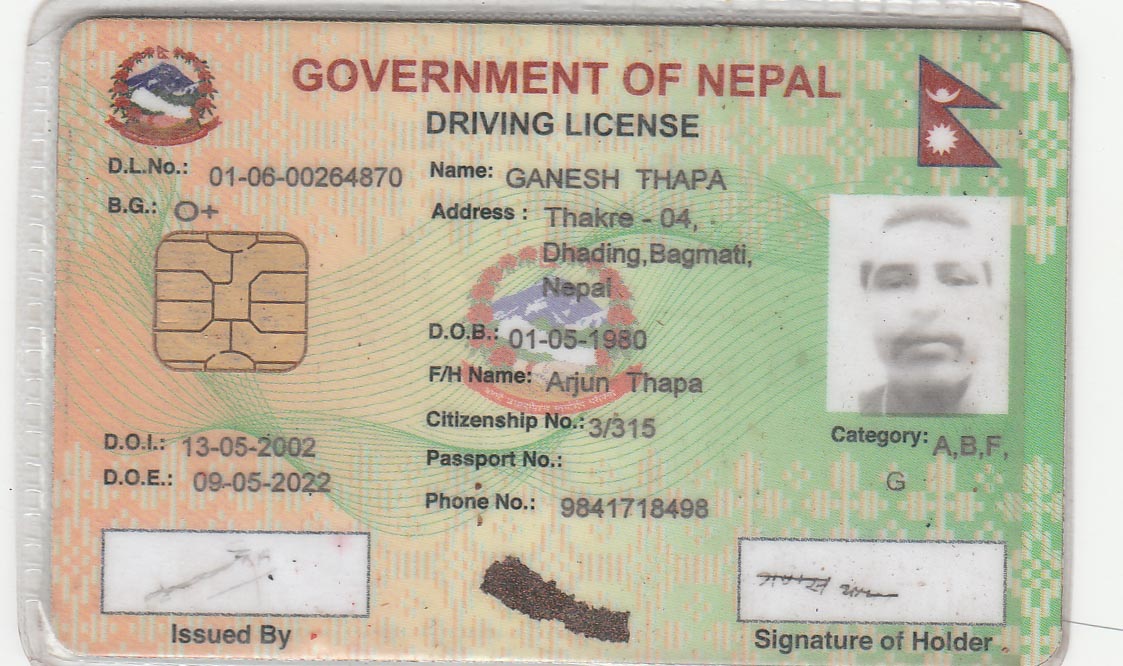 GOVERNMENT OF NEPAL
DRIVING LICENSE
D.L.No.: 01-06-00264870
B.G.: O+
Name: GANESH THAPA
Address : Thakre - 04,
Dhading,Bagmati,
Nepal
D.O.B.: 01-05-1980
F/H Name: Arjun Thapa
Citizenship No.: 3/315
Passport No.:
Phone No.: 9841718498
D.O.I.: 13-05-2002
D.O.E.: 09-05-2022
Category: A,B,F,
G
Issued By
Signature of Holder